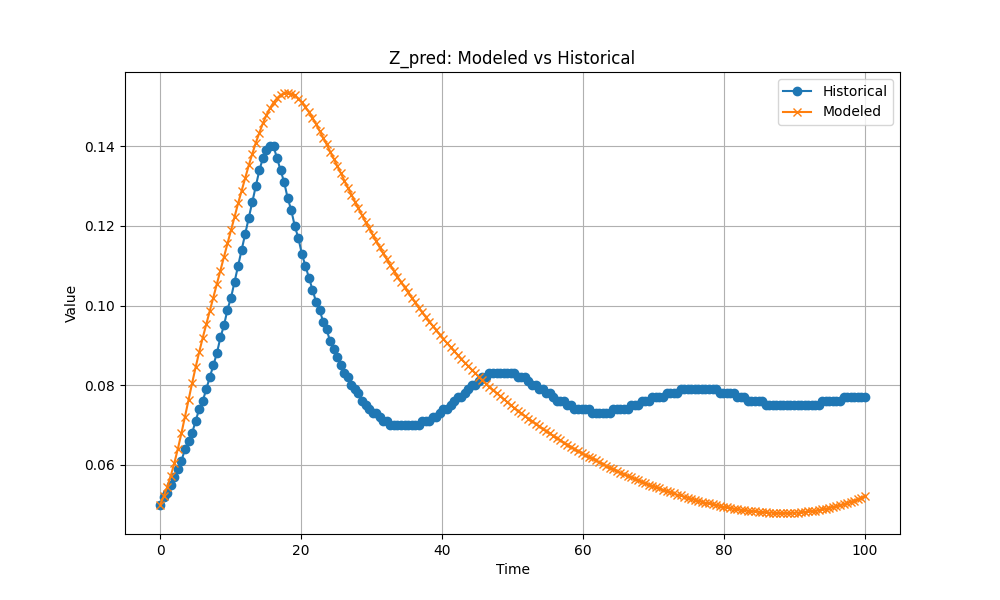 Z_pred: Modeled vs Historical
Historical
Modeled
Value
0.14
0.12
0.10
0.08
0.06
0 20 40 60 80 100
Time